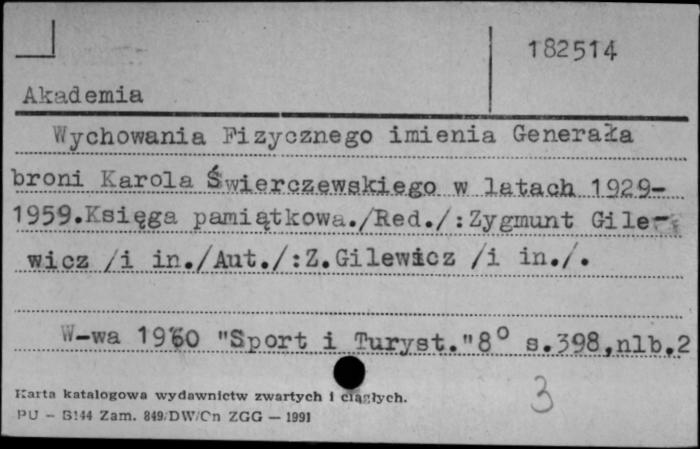 182514
Akademia
Wychowania Fizycznego imienia Generała
broni Karola Świerczewskiego w latach 1929-
1959.Księga pamiątkowa./Red./:Zygmunt Gile-
wicz /i in./Aut./:Z.Gilewicz /i in./.
W-wa 1960 "Sport i Turyst."8° s.398,nlb.2
Karta katalogowa wydawnictw zwartych i ciągłych.
PU - B144 Zam. 849/DW/Cn ZGG — 1991
3